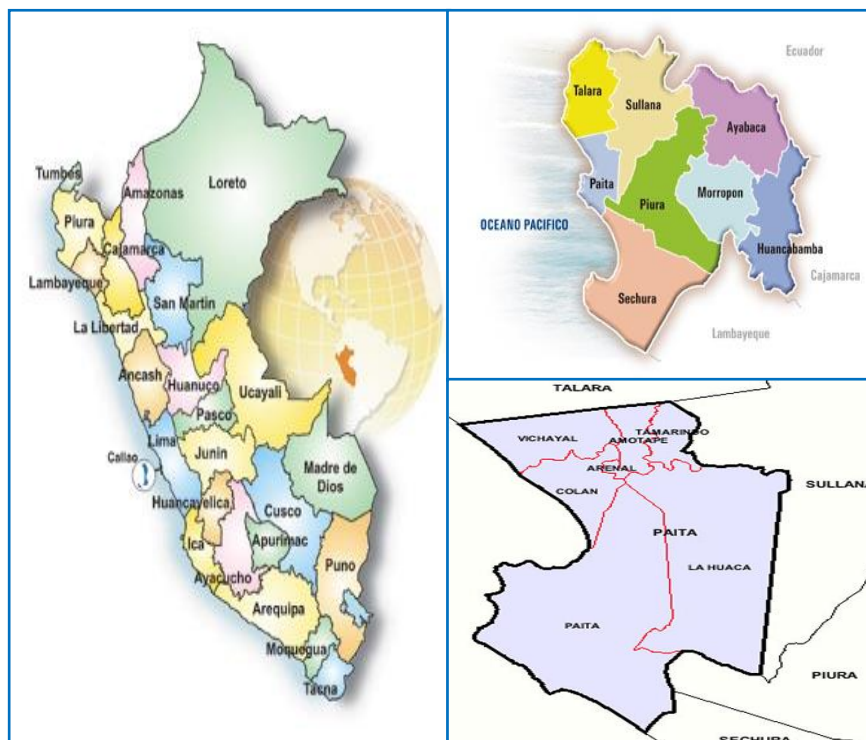 Tumbes
Amazonas
Loreto
Piura
Cajamarca
Lambayeque
San Martin
La Libertad
Ancash
Huanuco
Ucayali
Pasco
Lima
Callao
Junin
Madre de
Dios
Huancavelica
Cusco
Ica
Apurimac
Puno
Ayacucho
Arequipa
Moquegua
Tacna
Ecuador
Talara
Sullana
Ayabaca
Paita
Piura
Morropon
OCEANO PACIFICO
Huancabamba
Cajamarca
Sechura
Lambayeque
TALARA
VICHAYAL
TAMARINDO
AMOTAPE
ARENAL
SULLANA
COLAN
PAITA
LA HUACA
PAITA
PIURA
SECHURA